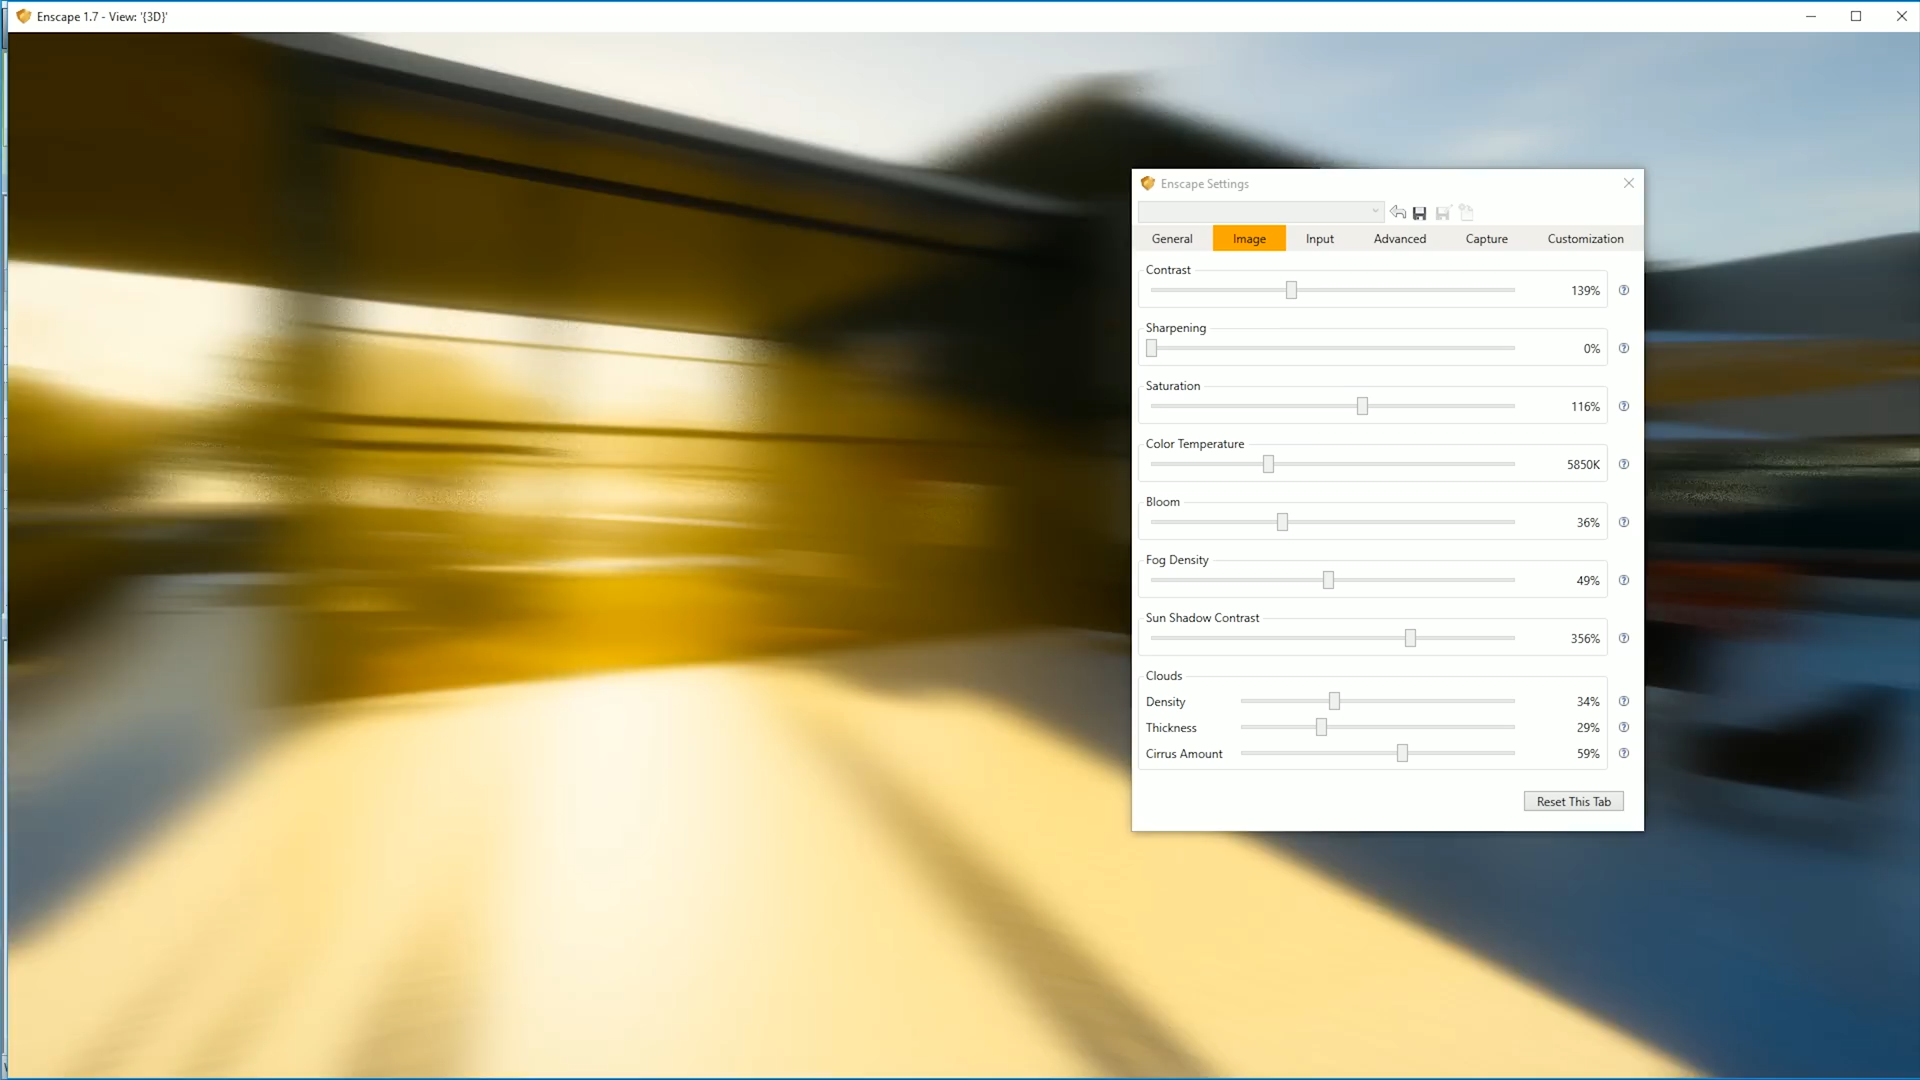 Enscape 1.7 - View: '{3D}'
Enscape Settings
General Image Input Advanced Capture Customization
Contrast
139%
Sharpening
0%
Saturation
116%
Color Temperature
5850K
Bloom
36%
Fog Density
49%
Sun Shadow Contrast
356%
Clouds
Density 34%
Thickness 29%
Cirrus Amount 59%
Reset This Tab